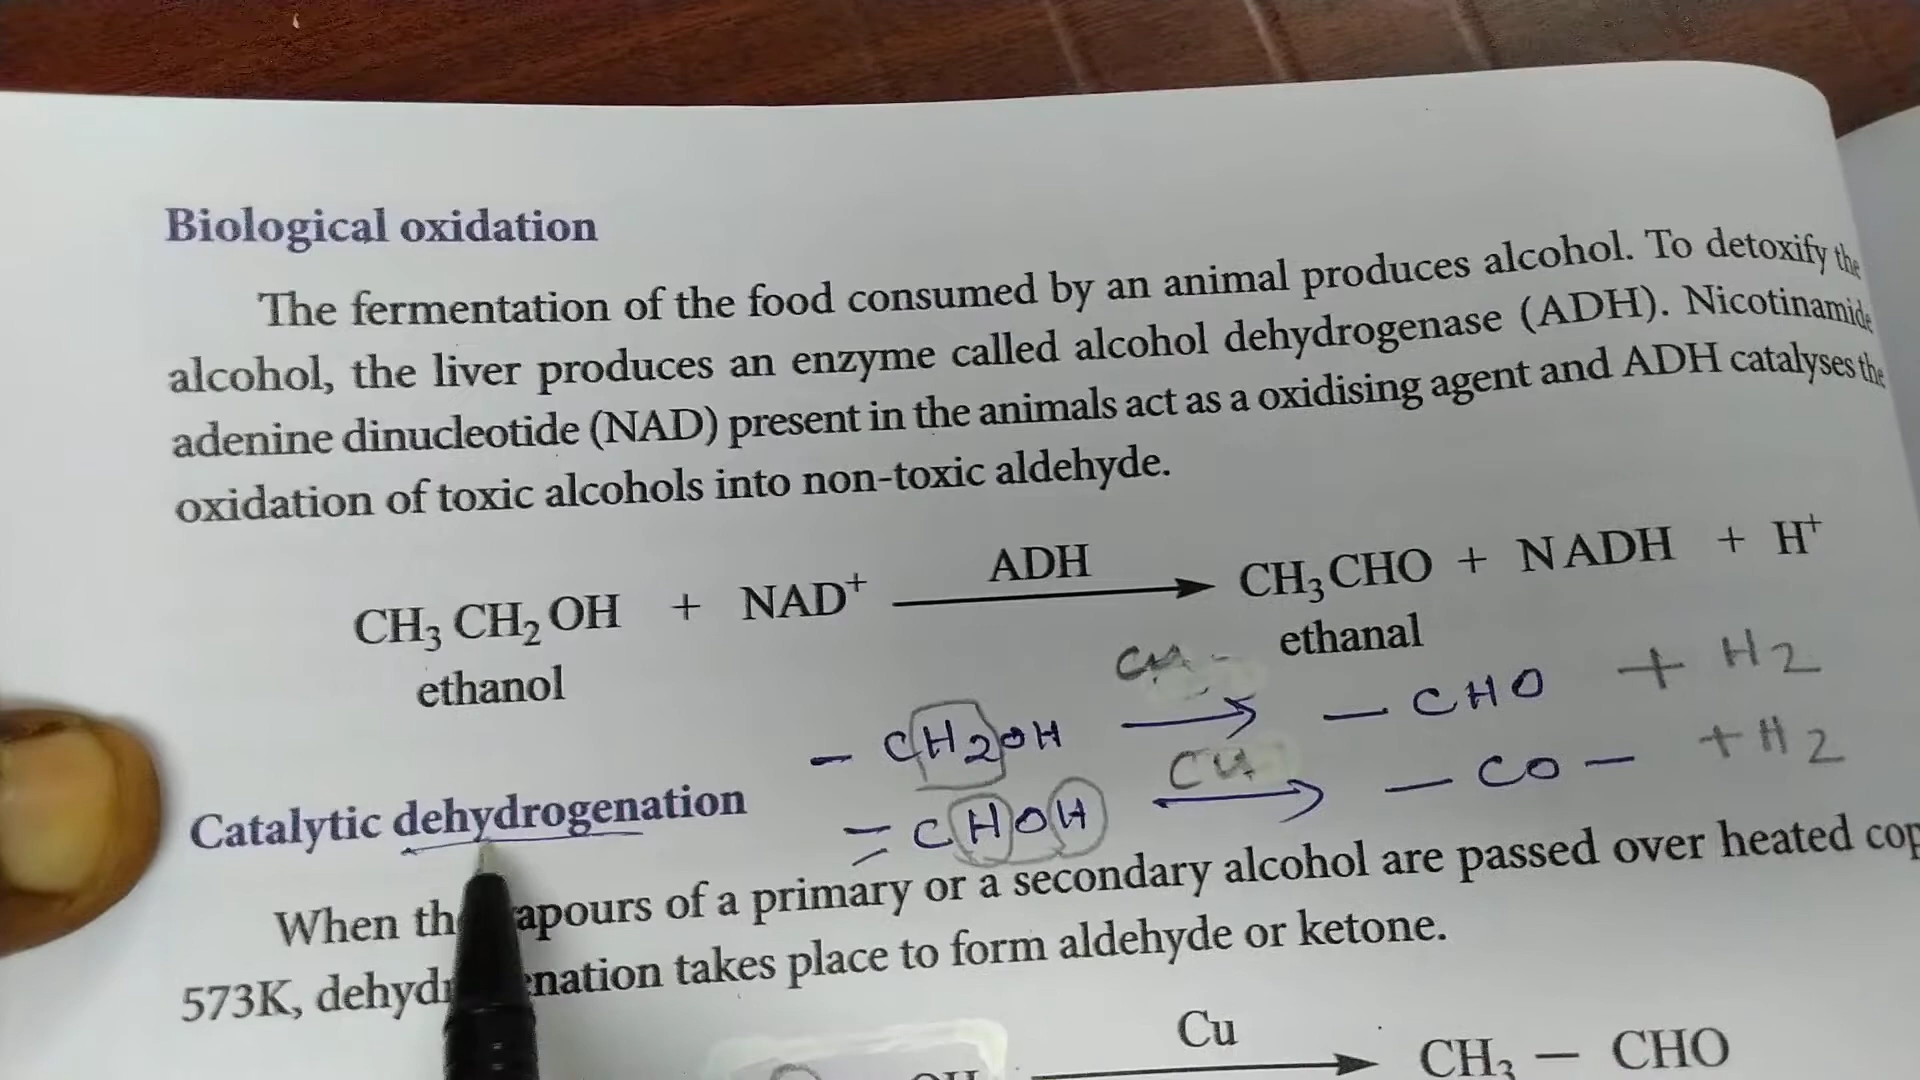 Biological oxidation
The fermentation of the food consumed by an animal produces alcohol. To detoxify the
alcohol, the liver produces an enzyme called alcohol dehydrogenase (ADH). Nicotinamide
adenine dinucleotide (NAD) present in the animals act as a oxidising agent and ADH catalyses the
oxidation of toxic alcohols into non-toxic aldehyde.
CH₃ CH₂ OH + NAD⁺ ADH → CH₃CHO + NADH + H⁺
ethanol ethanal
– CH2OH Cu → – CHO + H2
Catalytic dehydrogenation
= CHOH Cu → – CO – + H2
When th apours of a primary or a secondary alcohol are passed over heated cop
573K, dehydr nation takes place to form aldehyde or ketone.
OH Cu → CH₃ – CHO